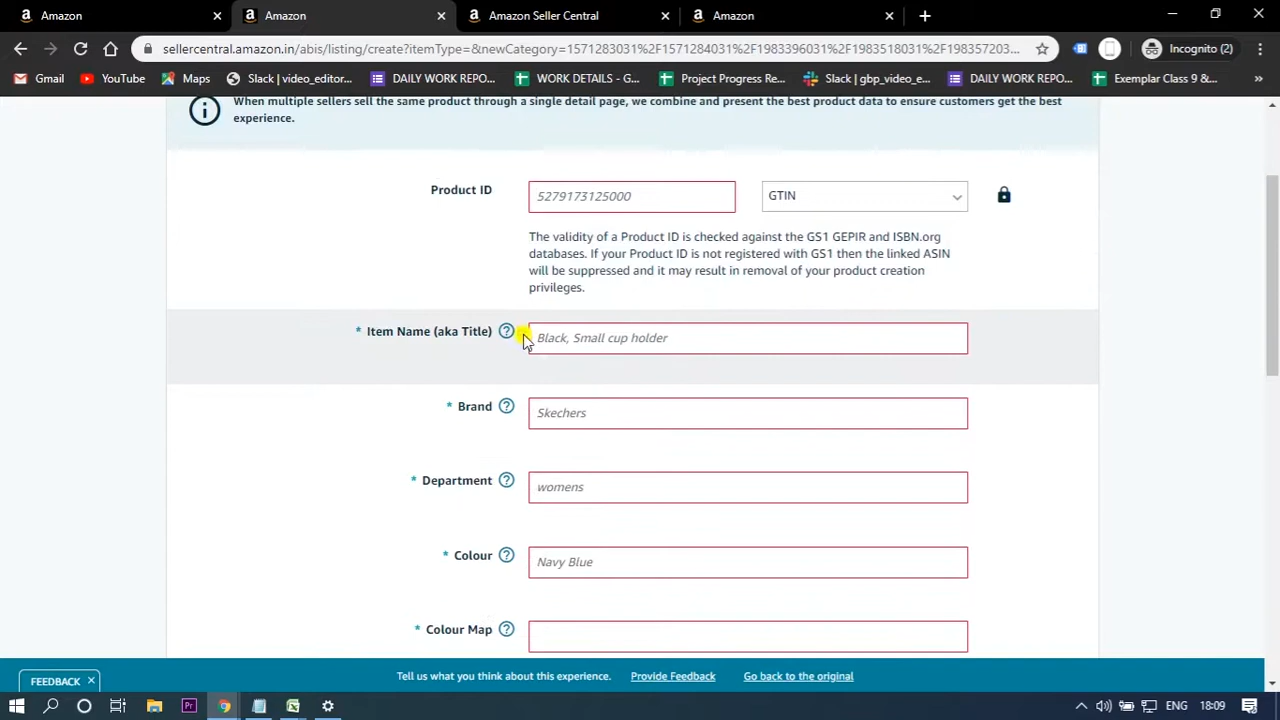 Amazon
Amazon
Amazon Seller Central
Amazon
sellercentral.amazon.in/abis/listing/create?itemType=&newCategory=1571283031%2F1571284031%2F1983396031%2F1983518031%2F198357203...
Incognito (2)
Gmail
YouTube
Maps
Slack | video_editor...
DAILY WORK REPO...
WORK DETAILS - G...
Project Progress Re...
Slack | gbp_video_e...
DAILY WORK REPO...
Exemplar Class 9 &...
»
When multiple sellers sell the same product through a single detail page, we combine and present the best product data to ensure customers get the best
experience.
Product ID
5279173125000
GTIN
The validity of a Product ID is checked against the GS1 GEPIR and ISBN.org
databases. If your Product ID is not registered with GS1 then the linked ASIN
will be suppressed and it may result in removal of your product creation
privileges.
* Item Name (aka Title)
Black, Small cup holder
* Brand
Skechers
* Department
womens
* Colour
Navy Blue
* Colour Map
FEEDBACK
Tell us what you think about this experience.
Provide Feedback
Go back to the original
Pr
ENG
18:09